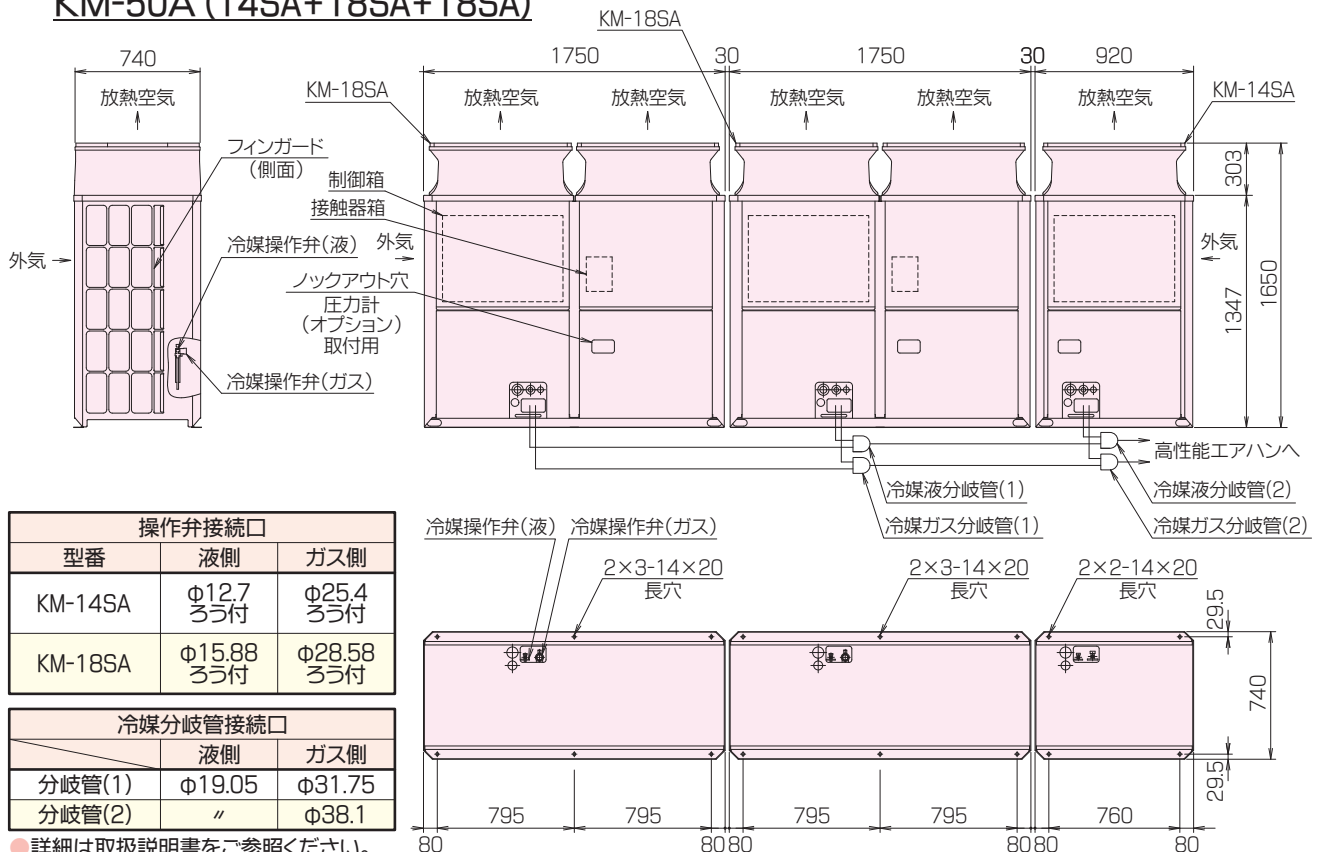 KM-50A (14SA+18SA+18SA)
KM-18SA
740
1750
30
1750
30
920
放熱空気
KM-18SA
放熱空気
放熱空気
放熱空気
放熱空気
放熱空気
KM-14SA
フィンガード
(側面)
制御箱
接触器箱
303
冷媒操作弁(液)
外気
外気
外気
ノックアウト穴
圧力計
(オプション)
取付用
1347
1650
冷媒操作弁(ガス)
高性能エアハンへ
冷媒液分岐管(1)
冷媒液分岐管(2)
冷媒ガス分岐管(1)
冷媒ガス分岐管(2)
操作弁接続口
型番 液側 ガス側
KM-14SA Φ12.7 ろう付 Φ25.4 ろう付
KM-18SA Φ15.88 ろう付 Φ28.58 ろう付
冷媒分岐管接続口
液側 ガス側
分岐管(1) Φ19.05 Φ31.75
分岐管(2) 〃 Φ38.1
●詳細は取扱説明書をご参照ください。
冷媒操作弁(液)
冷媒操作弁(ガス)
2×3-14×20
長穴
2×3-14×20
長穴
2×2-14×20
長穴
29.5
740
29.5
795
795
795
795
760
80
80
80
80
80
80